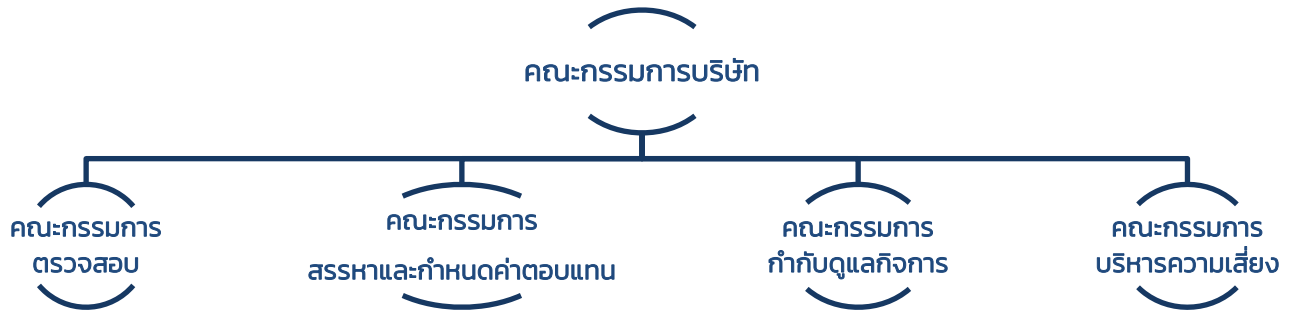 คณะกรรมการบริษัท
คณะกรรมการ
ตรวจสอบ
คณะกรรมการ
สรรหาและกำหนดค่าตอบแทน
คณะกรรมการ
กำกับดูแลกิจการ
คณะกรรมการ
บริหารความเสี่ยง